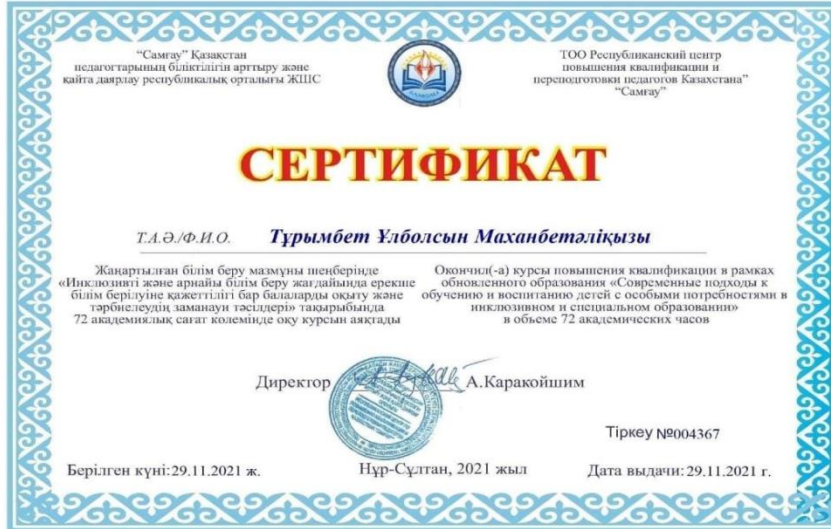 “Самғау” Қазақстан
педагогтарының біліктілігін арттыру және
қайта даярлау республикалық орталығы ЖШС
ТОО Республиканский центр
повышения квалификации и
переподготовки педагогов Казахстана”
“Самғау”
СЕРТИФИКАТ
Т.А.Ә./Ф.И.О. Тұрымбет Ұлболсын Маханбетәліқызы
Жаңартылған білім беру мазмұны шеңберінде
«Инклюзивті және арнайы білім беру жағдайында ерекше
білім берілуіне қажеттілігі бар балаларды оқыту және
тәрбиелеудің заманауи тәсілдері» тақырыбында
72 академиялық сағат көлемінде оқу курсын аяқтады
Окончил(-а) курсы повышения квалификации в рамках
обновленного образования «Современные подходы к
обучению и воспитанию детей с особыми потребностями в
инклюзивном и специальном образовании»
в объеме 72 академических часов
Директор А.Каракойшим
Тіркеу №004367
Берілген күні:29.11.2021 ж.
Нұр-Сұлтан, 2021 жыл
Дата выдачи:29.11.2021 г.